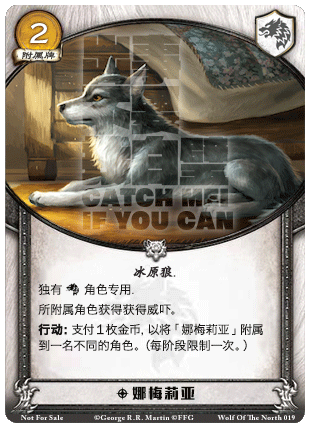 2
附属牌
CATCH ME!
IF YOU CAN
冰原狼.
独有 角色专用.
所附属角色获得获得威吓。
行动: 支付1枚金币, 以将「娜梅莉亚」附属
到一名不同的角色。(每阶段限制一次。)
娜梅莉亚
Not For Sale ©George R.R. Martin ©FFG Wolf Of The North 019